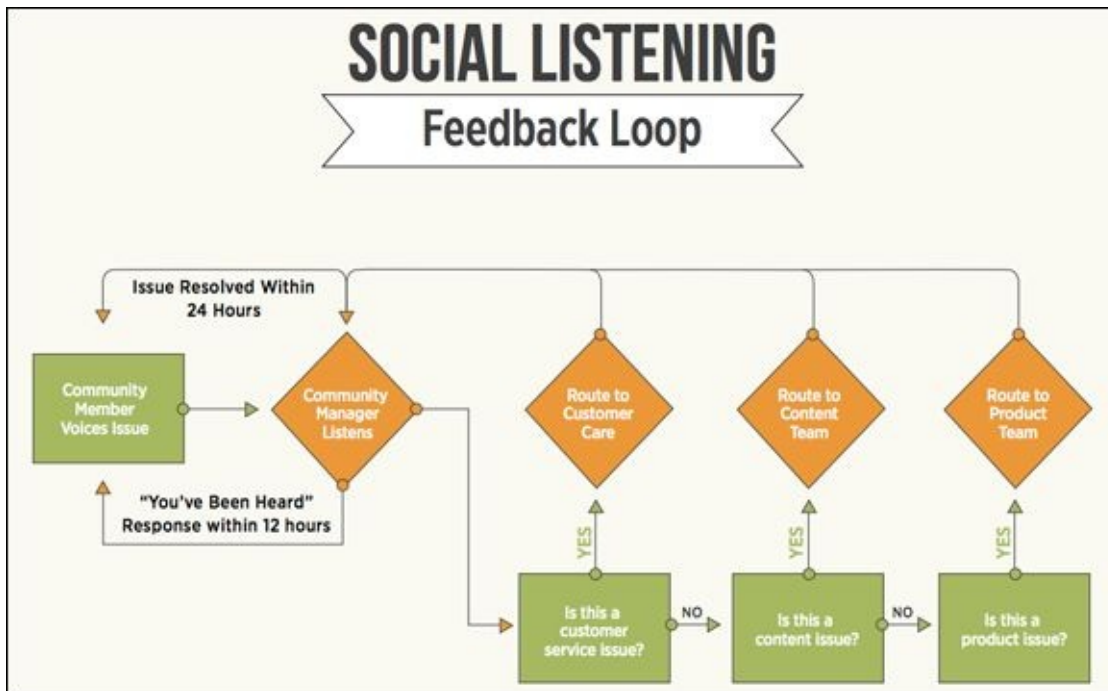 SOCIAL LISTENING
Feedback Loop
Issue Resolved Within
24 Hours
Community
Member
Voices Issue
Community
Manager
Listens
Route to
Customer
Care
Route to
Content
Team
Route to
Product
Team
“You’ve Been Heard”
Response within 12 hours
YES
YES
YES
Is this a
customer
service issue?
NO
Is this a
content issue?
NO
Is this a
product issue?